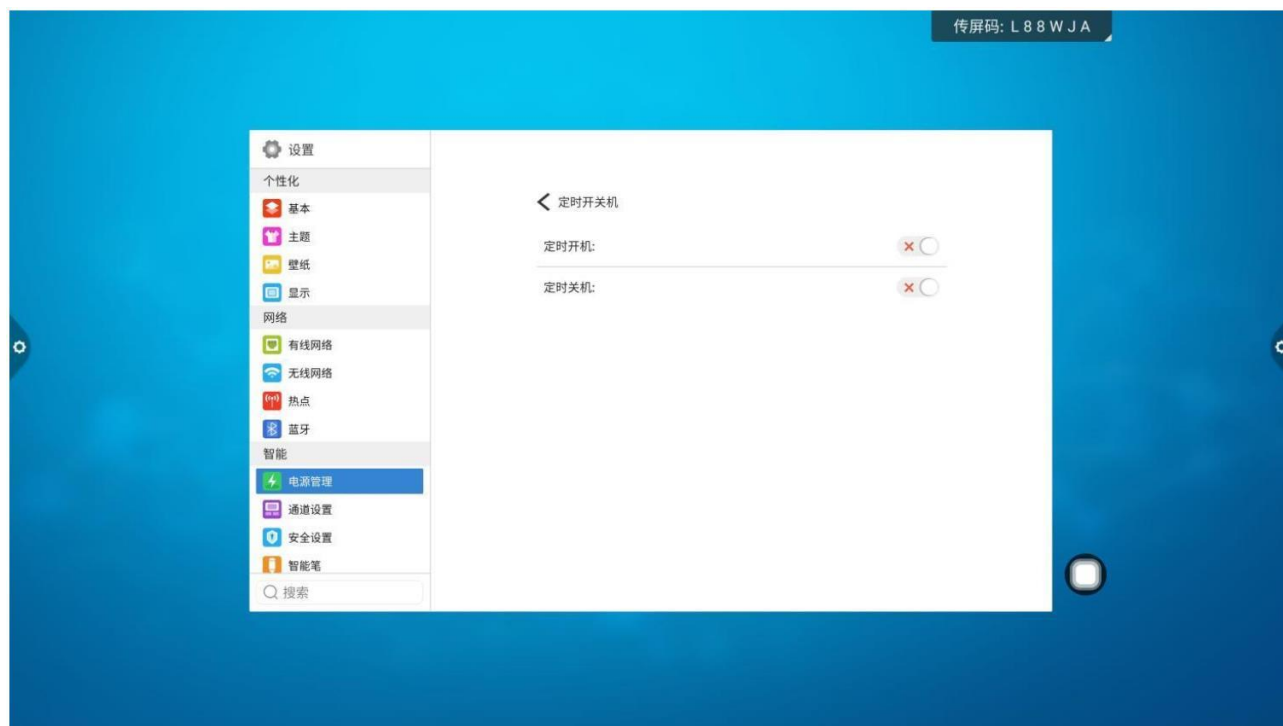 传屏码: L88WJA
设置
个性化
基本
主题
壁纸
显示
网络
有线网络
无线网络
热点
蓝牙
智能
电源管理
通道设置
安全设置
智能笔
搜索
定时开关机
定时开机:
定时关机: